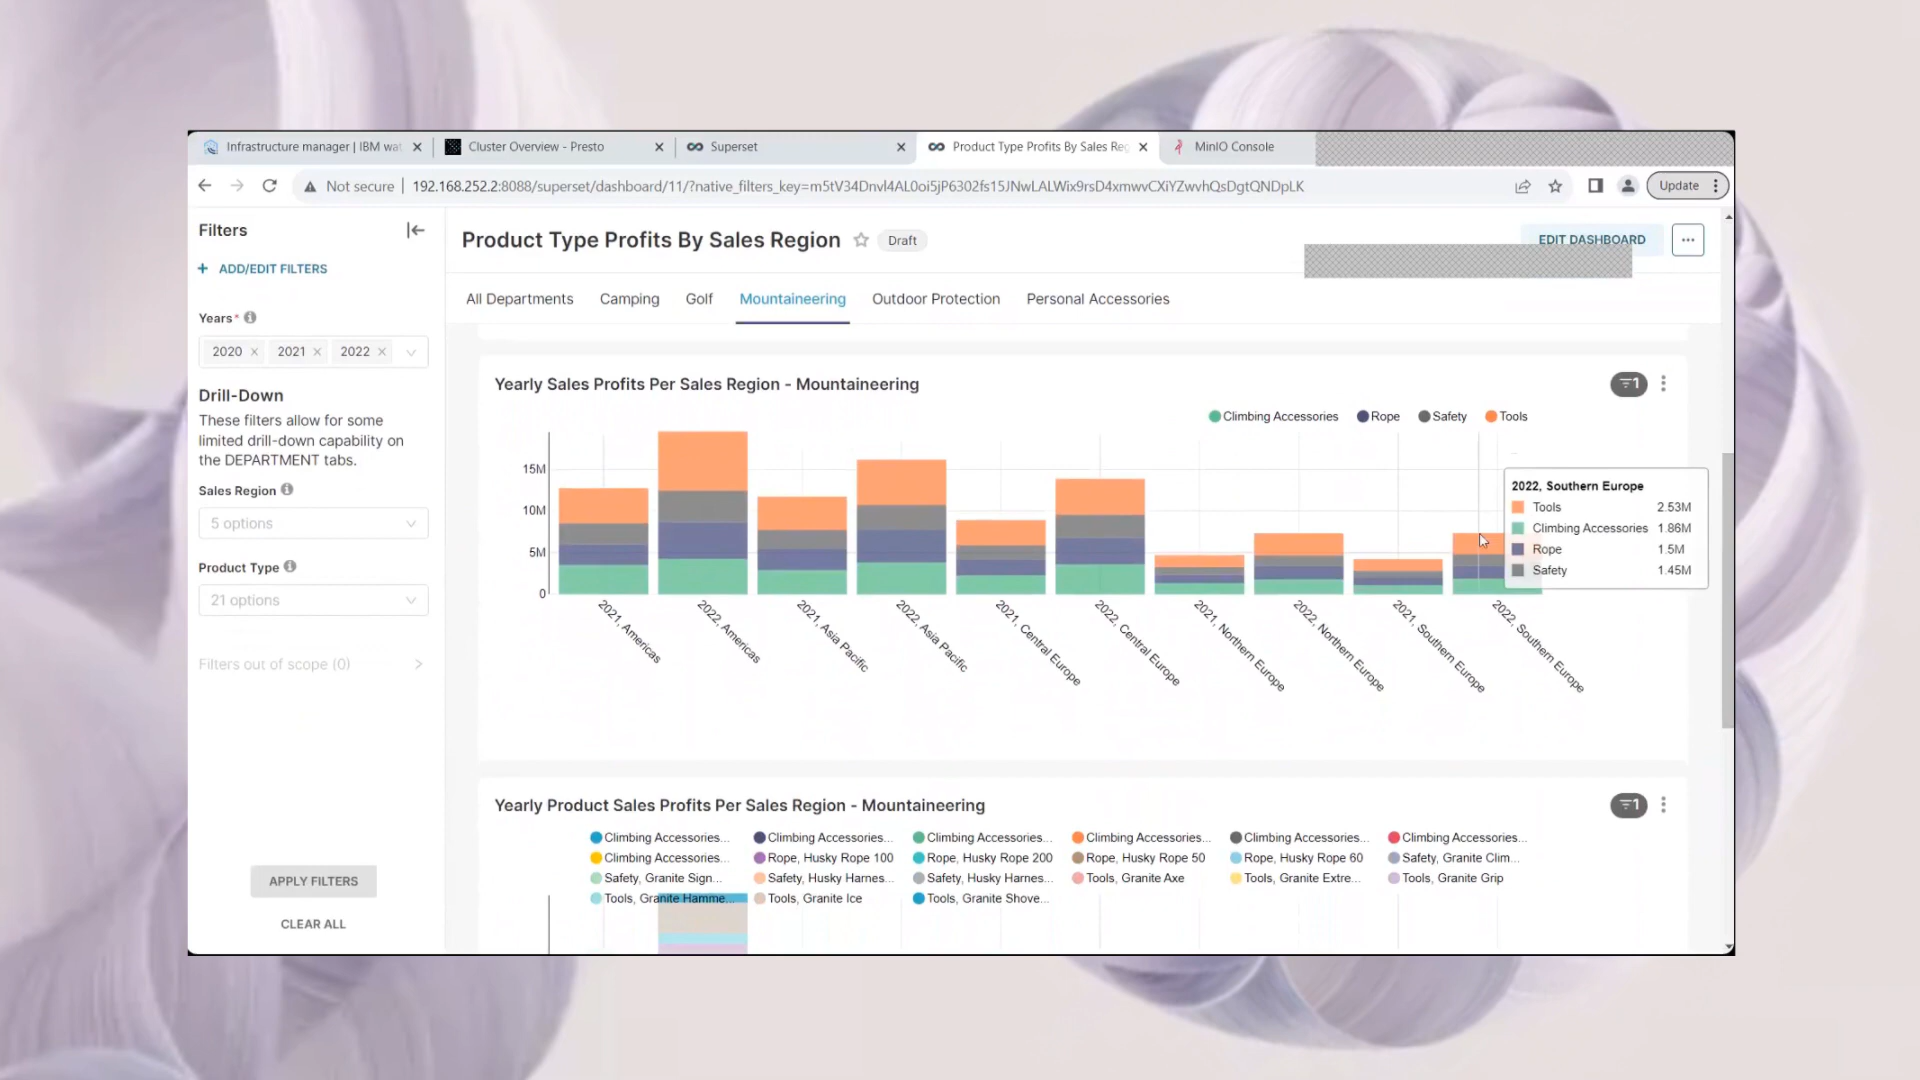 Infrastructure manager | IBM wat
Cluster Overview - Presto
Superset
Product Type Profits By Sales Reg
MinIO Console
Not secure
192.168.252.2:8088/superset/dashboard/11/?native_filters_key=m5tV34Dnvl4AL0oi5jP6302fs15JNwLALWix9rsD4xmwvCXiYZwvhQsDgtQNDpLK
Update
Filters
+ ADD/EDIT FILTERS
Years*
2020
2021
2022
Drill-Down
These filters allow for some
limited drill-down capability on
the DEPARTMENT tabs.
Sales Region
5 options
Product Type
21 options
Filters out of scope (0)
APPLY FILTERS
CLEAR ALL
Product Type Profits By Sales Region
Draft
EDIT DASHBOARD
All Departments
Camping
Golf
Mountaineering
Outdoor Protection
Personal Accessories
Yearly Sales Profits Per Sales Region - Mountaineering
1
Climbing Accessories
Rope
Safety
Tools
15M
10M
5M
0
2021, Americas
2022, Americas
2021, Asia Pacific
2022, Asia Pacific
2021, Central Europe
2022, Central Europe
2021, Northern Europe
2022, Northern Europe
2021, Southern Europe
2022, Southern Europe
2022, Southern Europe
Tools 2.53M
Climbing Accessories 1.86M
Rope 1.5M
Safety 1.45M
Yearly Product Sales Profits Per Sales Region - Mountaineering
1
Climbing Accessories... Climbing Accessories... Climbing Accessories... Climbing Accessories... Climbing Accessories... Climbing Accessories...
Climbing Accessories... Rope, Husky Rope 100 Rope, Husky Rope 200 Rope, Husky Rope 50 Rope, Husky Rope 60 Safety, Granite Clim...
Safety, Granite Sign... Safety, Husky Harnes... Safety, Husky Harnes... Tools, Granite Axe Tools, Granite Extre... Tools, Granite Grip
Tools, Granite Hamme... Tools, Granite Ice Tools, Granite Shove...